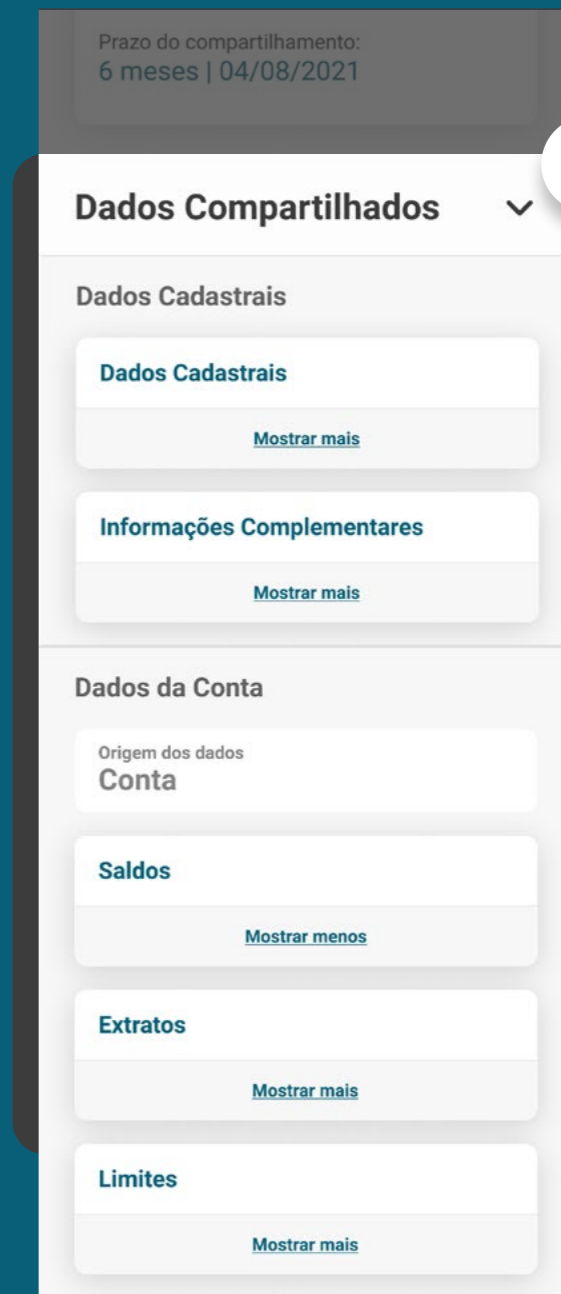 Prazo do compartilhamento:
6 meses | 04/08/2021
Dados Compartilhados
Dados Cadastrais
Dados Cadastrais
Mostrar mais
Informações Complementares
Mostrar mais
Dados da Conta
Origem dos dados
Conta
Saldos
Mostrar menos
Extratos
Mostrar mais
Limites
Mostrar mais